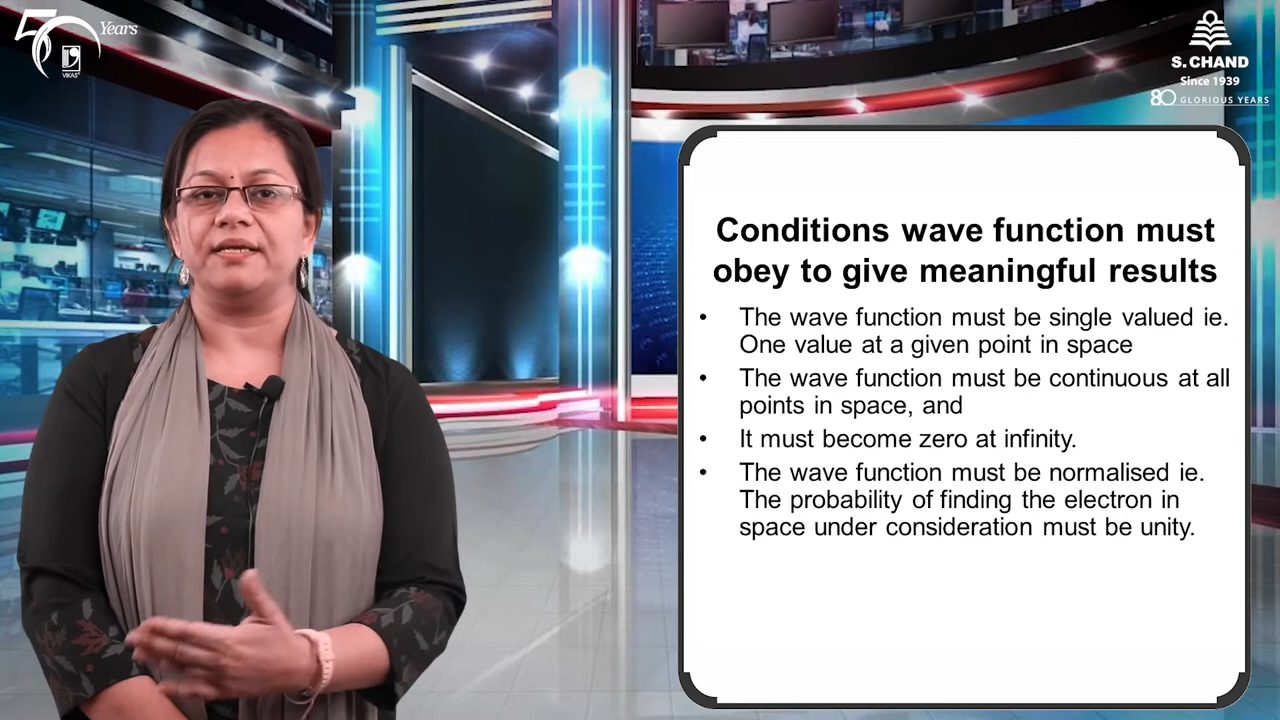 50 Years
VIKAS
S. CHAND
Since 1939
80 GLORIOUS YEARS
Conditions wave function must
obey to give meaningful results
• The wave function must be single valued ie.
One value at a given point in space
• The wave function must be continuous at all
points in space, and
• It must become zero at infinity.
• The wave function must be normalised ie.
The probability of finding the electron in
space under consideration must be unity.